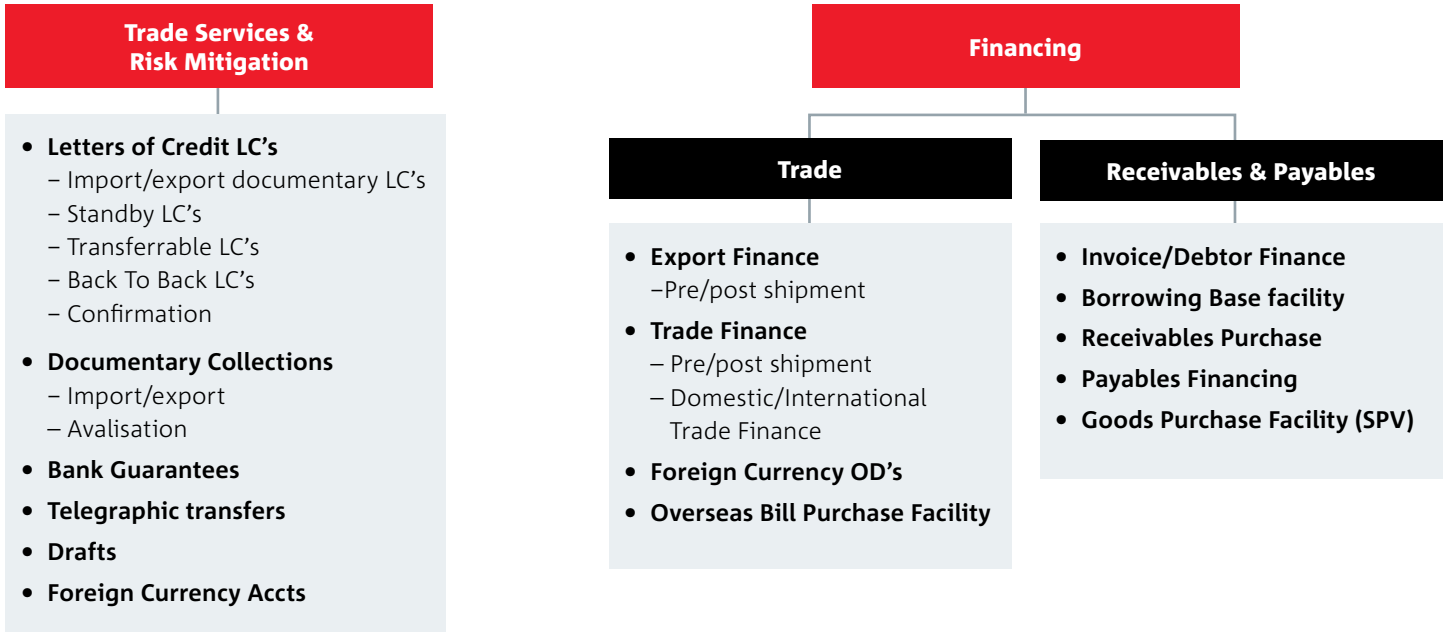 Trade Services &
Risk Mitigation
• Letters of Credit LC’s
– Import/export documentary LC’s
– Standby LC’s
– Transferrable LC’s
– Back To Back LC’s
– Confirmation
• Documentary Collections
– Import/export
– Avalisation
• Bank Guarantees
• Telegraphic transfers
• Drafts
• Foreign Currency Accts
Financing
Trade
• Export Finance
–Pre/post shipment
• Trade Finance
– Pre/post shipment
– Domestic/International
Trade Finance
• Foreign Currency OD’s
• Overseas Bill Purchase Facility
Receivables & Payables
• Invoice/Debtor Finance
• Borrowing Base facility
• Receivables Purchase
• Payables Financing
• Goods Purchase Facility (SPV)